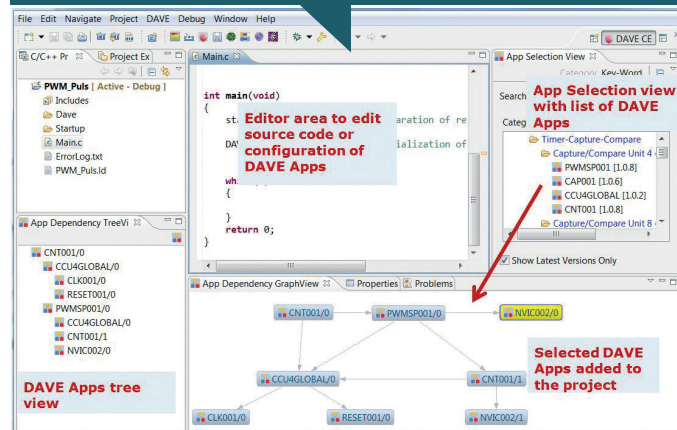 File Edit Navigate Project DAVE Debug Window Help
DAVE CE
C/C++ Pr
Project Ex
PWM_Puls [ Active - Debug ]
Includes
Dave
Startup
Main.c
ErrorLog.txt
PWM_Puls.ld
App Dependency TreeVi
CNT001/0
CCU4GLOBAL/0
CLK001/0
RESET001/0
PWMSP001/0
CCU4GLOBAL/0
CNT001/1
NVIC002/0
DAVE Apps tree
view
Main.c
int main(void)
{
Editor area to edit
source code or
configuration of
DAVE Apps
aration of re
ialization of
{
}
return 0;
}
App Selection View
Category Key-Word
Search
Categ
App Selection view
with list of DAVE
Apps
Timer-Capture-Compare
Capture/Compare Unit 4
PWMSP001 [1.0.8]
CAP001 [1.0.6]
CCU4GLOBAL [1.0.2]
CNT001 [1.0.8]
Capture/Compare Unit 8
Show Latest Versions Only
App Dependency GraphView
Properties
Problems
CNT001/0
PWMSP001/0
NVIC002/0
CCU4GLOBAL/0
CNT001/1
Selected DAVE
Apps added to
the project
CLK001/0
RESET001/0
NVIC002/1